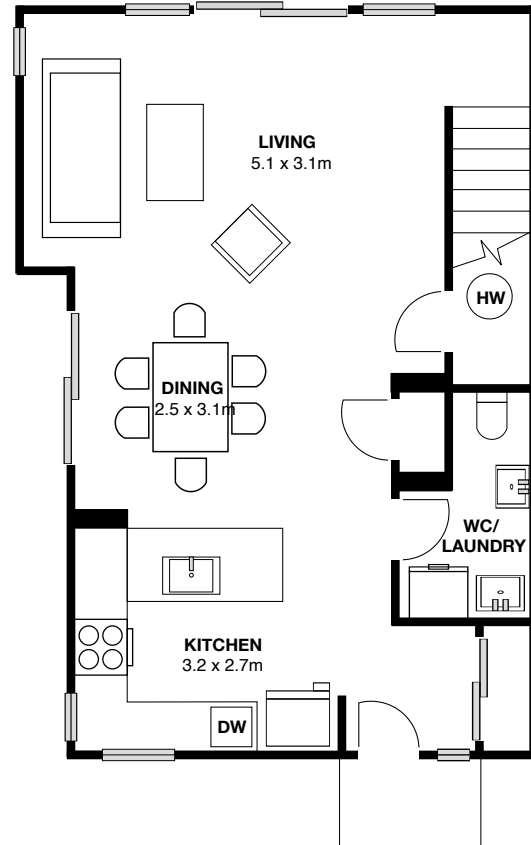 LIVING
5.1 x 3.1m
HW
DINING
2.5 x 3.1m
WC/
LAUNDRY
KITCHEN
3.2 x 2.7m
DW